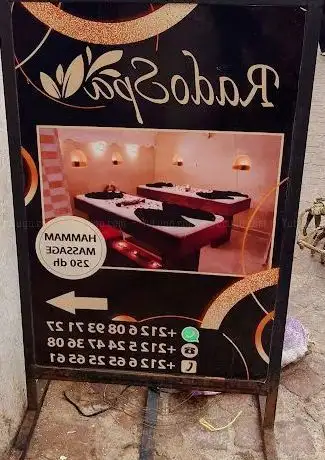 RadoSpa
HAMMAM
MASSAGE
250 dh
+212 6 08 93 71 27
+212 5 24 47 36 08
+212 6 65 25 65 61